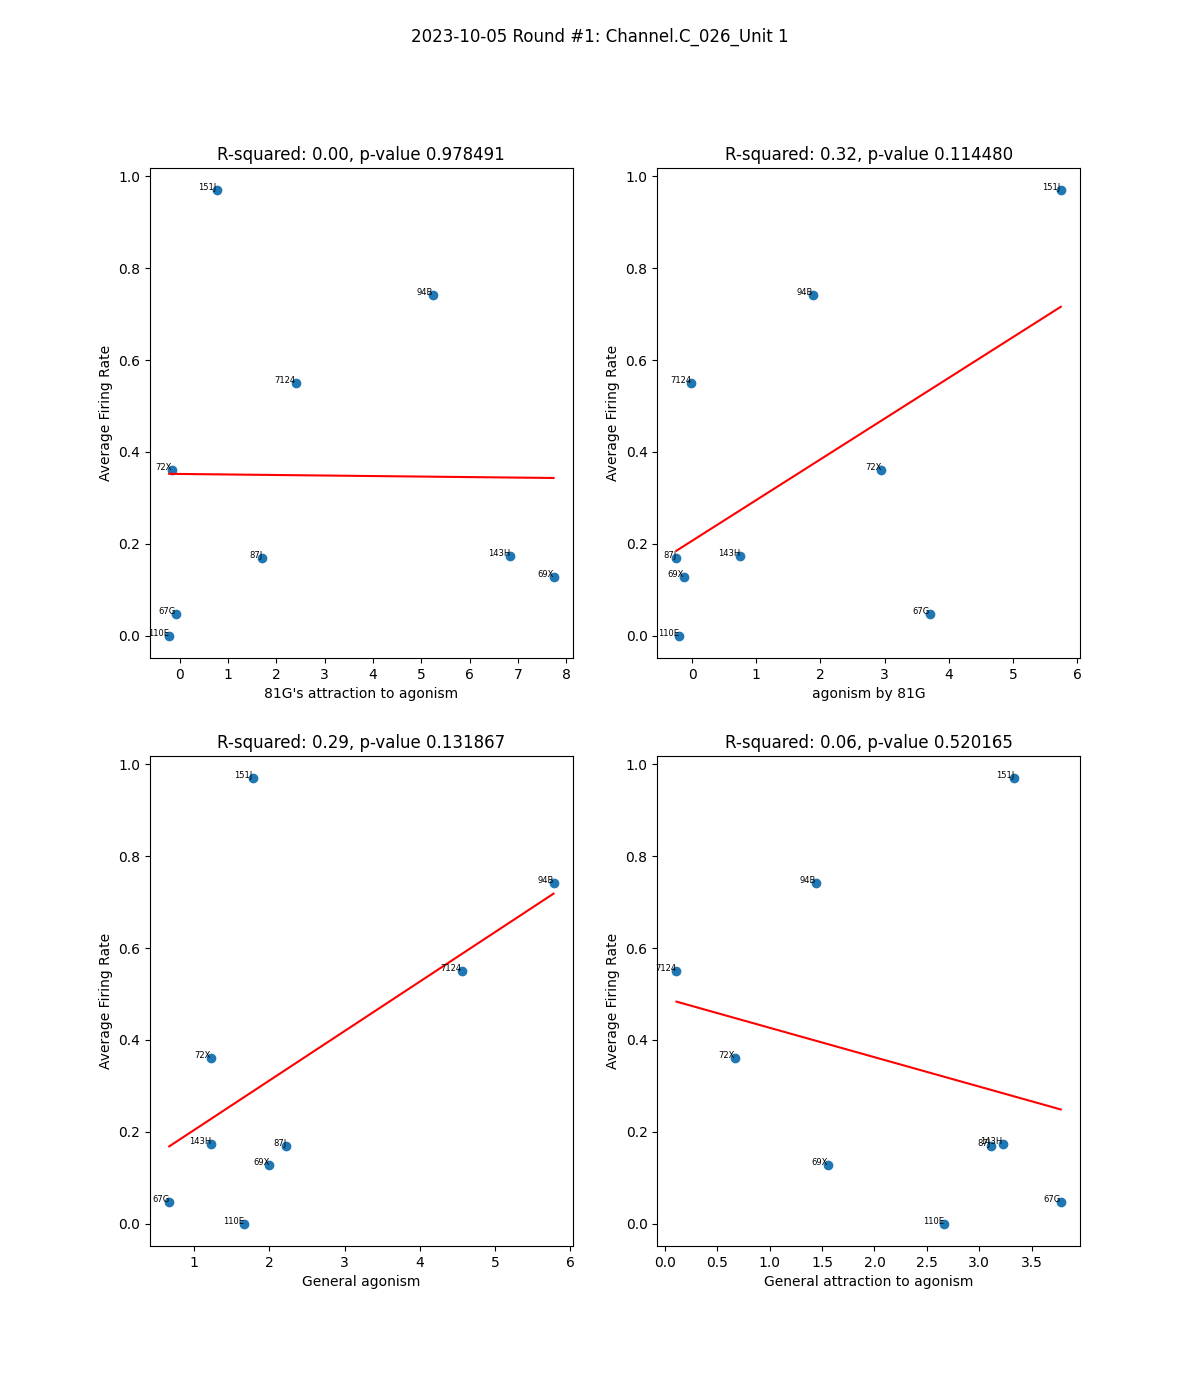 2023-10-05 Round #1: Channel.C_026_Unit 1
R-squared: 0.00, p-value 0.978491
1.0
0.8
0.6
0.4
0.2
0.0
Average Firing Rate
151J
94B
7124
72X
87J
143H
69X
67G
110E
0 1 2 3 4 5 6 7 8
81G's attraction to agonism
R-squared: 0.32, p-value 0.114480
1.0
0.8
0.6
0.4
0.2
0.0
Average Firing Rate
151J
94B
7124
72X
87J
143H
69X
67G
110E
0 1 2 3 4 5 6
agonism by 81G
R-squared: 0.29, p-value 0.131867
1.0
0.8
0.6
0.4
0.2
0.0
Average Firing Rate
151J
94B
7124
72X
143H
87J
69X
67G
110E
1 2 3 4 5 6
General agonism
R-squared: 0.06, p-value 0.520165
1.0
0.8
0.6
0.4
0.2
0.0
Average Firing Rate
151J
94B
7124
72X
87J
143H
69X
67G
110E
0.0 0.5 1.0 1.5 2.0 2.5 3.0 3.5
General attraction to agonism